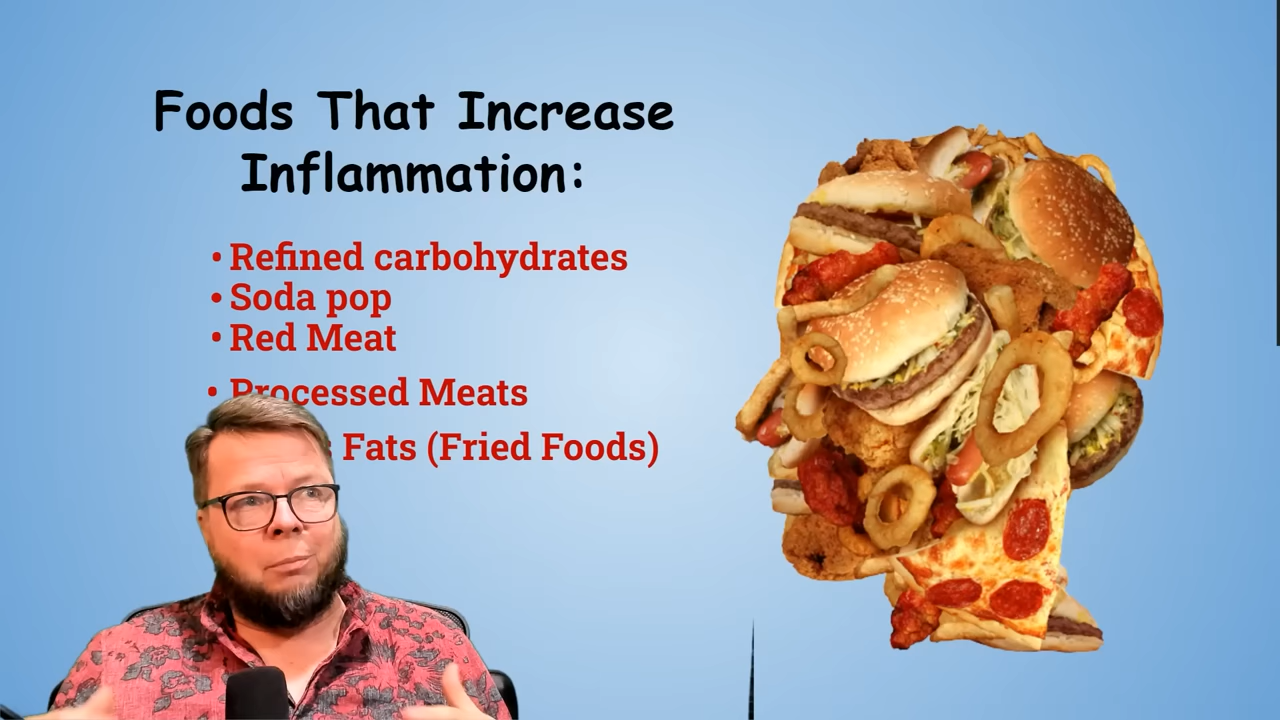 Foods That Increase
Inflammation:
• Refined carbohydrates
• Soda pop
• Red Meat
• Processed Meats
Fats (Fried Foods)